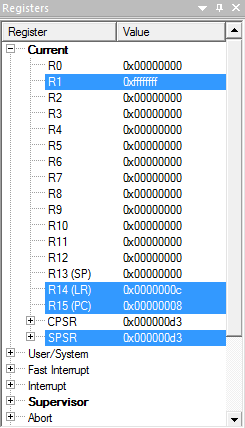 Registers
Register Value
Current
R0 0x00000000
R1 0xffffffff
R2 0x00000000
R3 0x00000000
R4 0x00000000
R5 0x00000000
R6 0x00000000
R7 0x00000000
R8 0x00000000
R9 0x00000000
R10 0x00000000
R11 0x00000000
R12 0x00000000
R13 (SP) 0x00000000
R14 (LR) 0x0000000c
R15 (PC) 0x00000008
CPSR 0x000000d3
SPSR 0x000000d3
User/System
Fast Interrupt
Interrupt
Supervisor
Abort